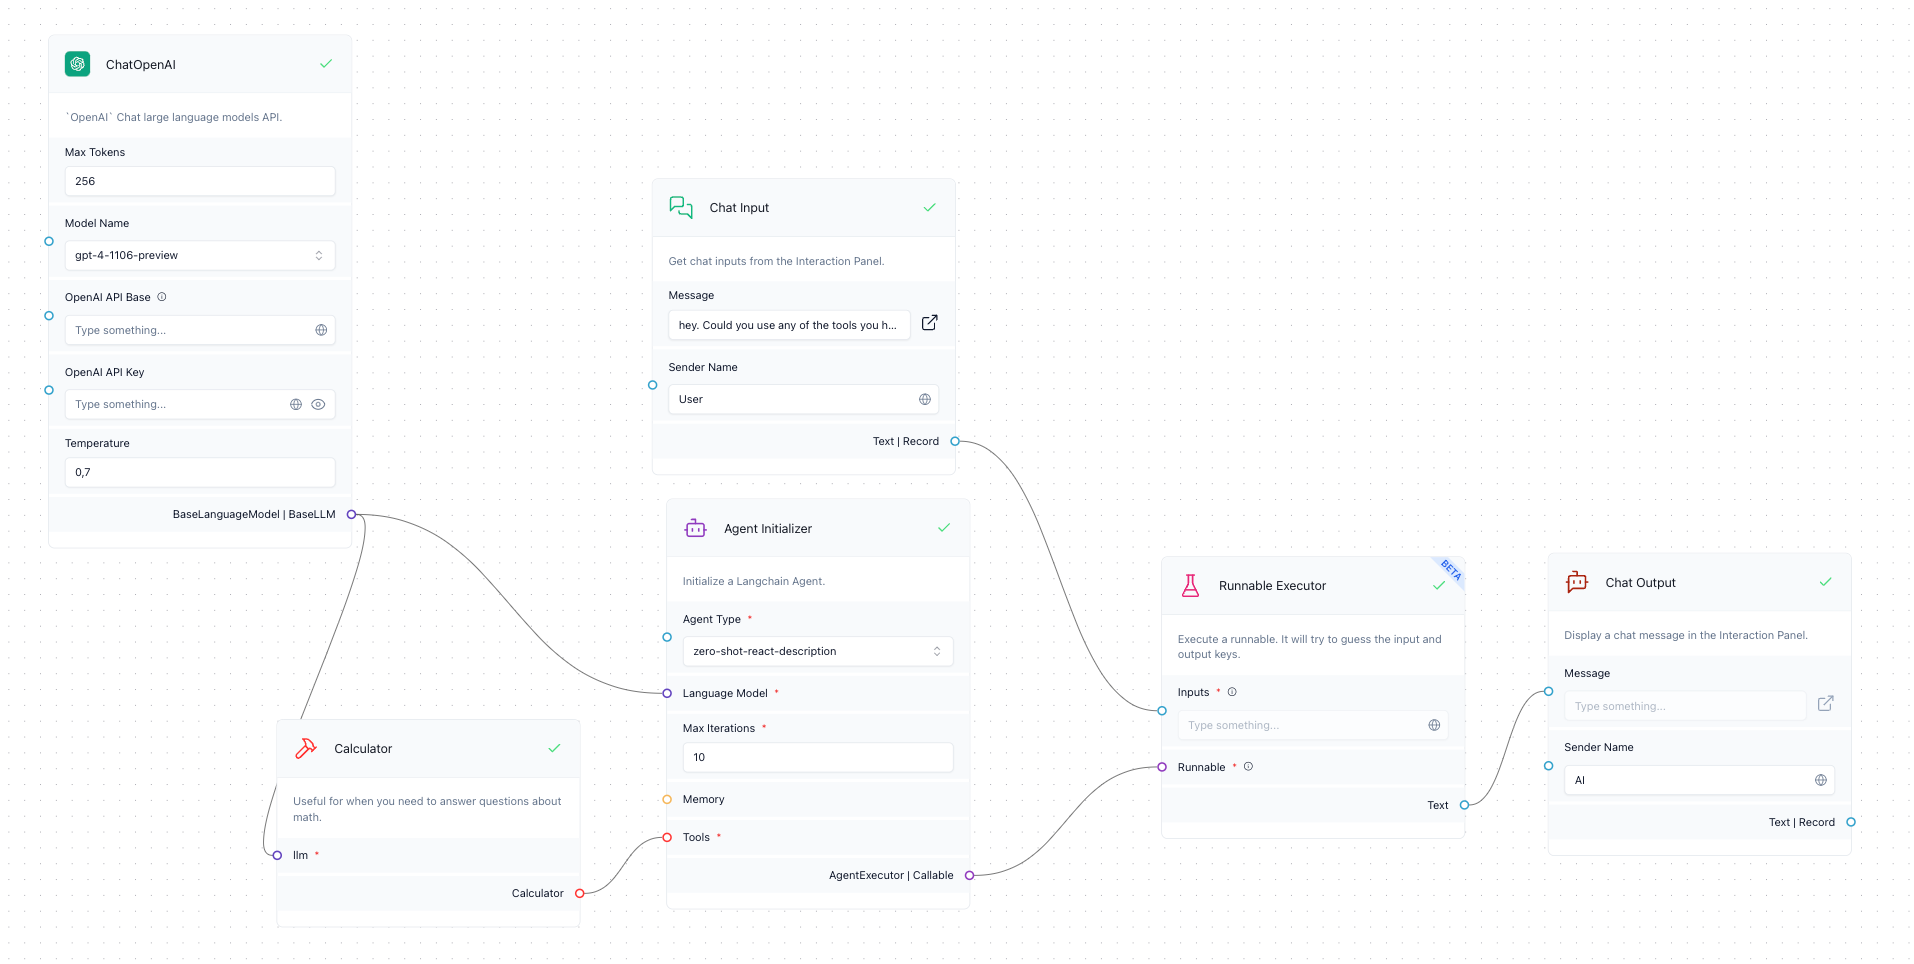 ChatOpenAI
`OpenAI` Chat large language models API.
Max Tokens
256
Model Name
gpt-4-1106-preview
OpenAI API Base
Type something...
OpenAI API Key
Type something...
Temperature
0,7
BaseLanguageModel | BaseLLM
Chat Input
Get chat inputs from the Interaction Panel.
Message
hey. Could you use any of the tools you h...
Sender Name
User
Text | Record
Calculator
Useful for when you need to answer questions about
math.
llm *
Calculator
Agent Initializer
Initialize a Langchain Agent.
Agent Type *
zero-shot-react-description
Language Model *
Max Iterations *
10
Memory
Tools *
AgentExecutor | Callable
BETA
Runnable Executor
Execute a runnable. It will try to guess the input and
output keys.
Inputs *
Type something...
Runnable *
Text
Chat Output
Display a chat message in the Interaction Panel.
Message
Type something...
Sender Name
AI
Text | Record